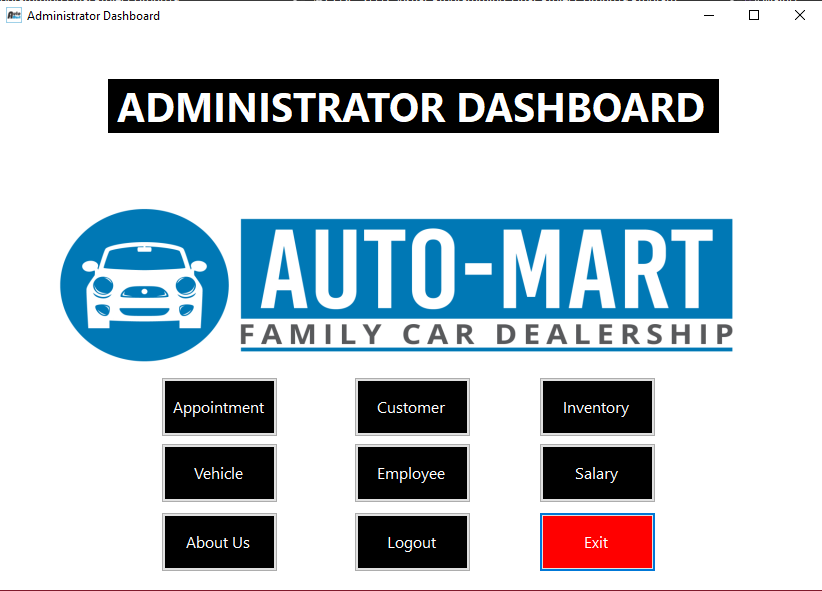 Administrator Dashboard
ADMINISTRATOR DASHBOARD
AUTO-MART
FAMILY CAR DEALERSHIP
Appointment
Customer
Inventory
Vehicle
Employee
Salary
About Us
Logout
Exit